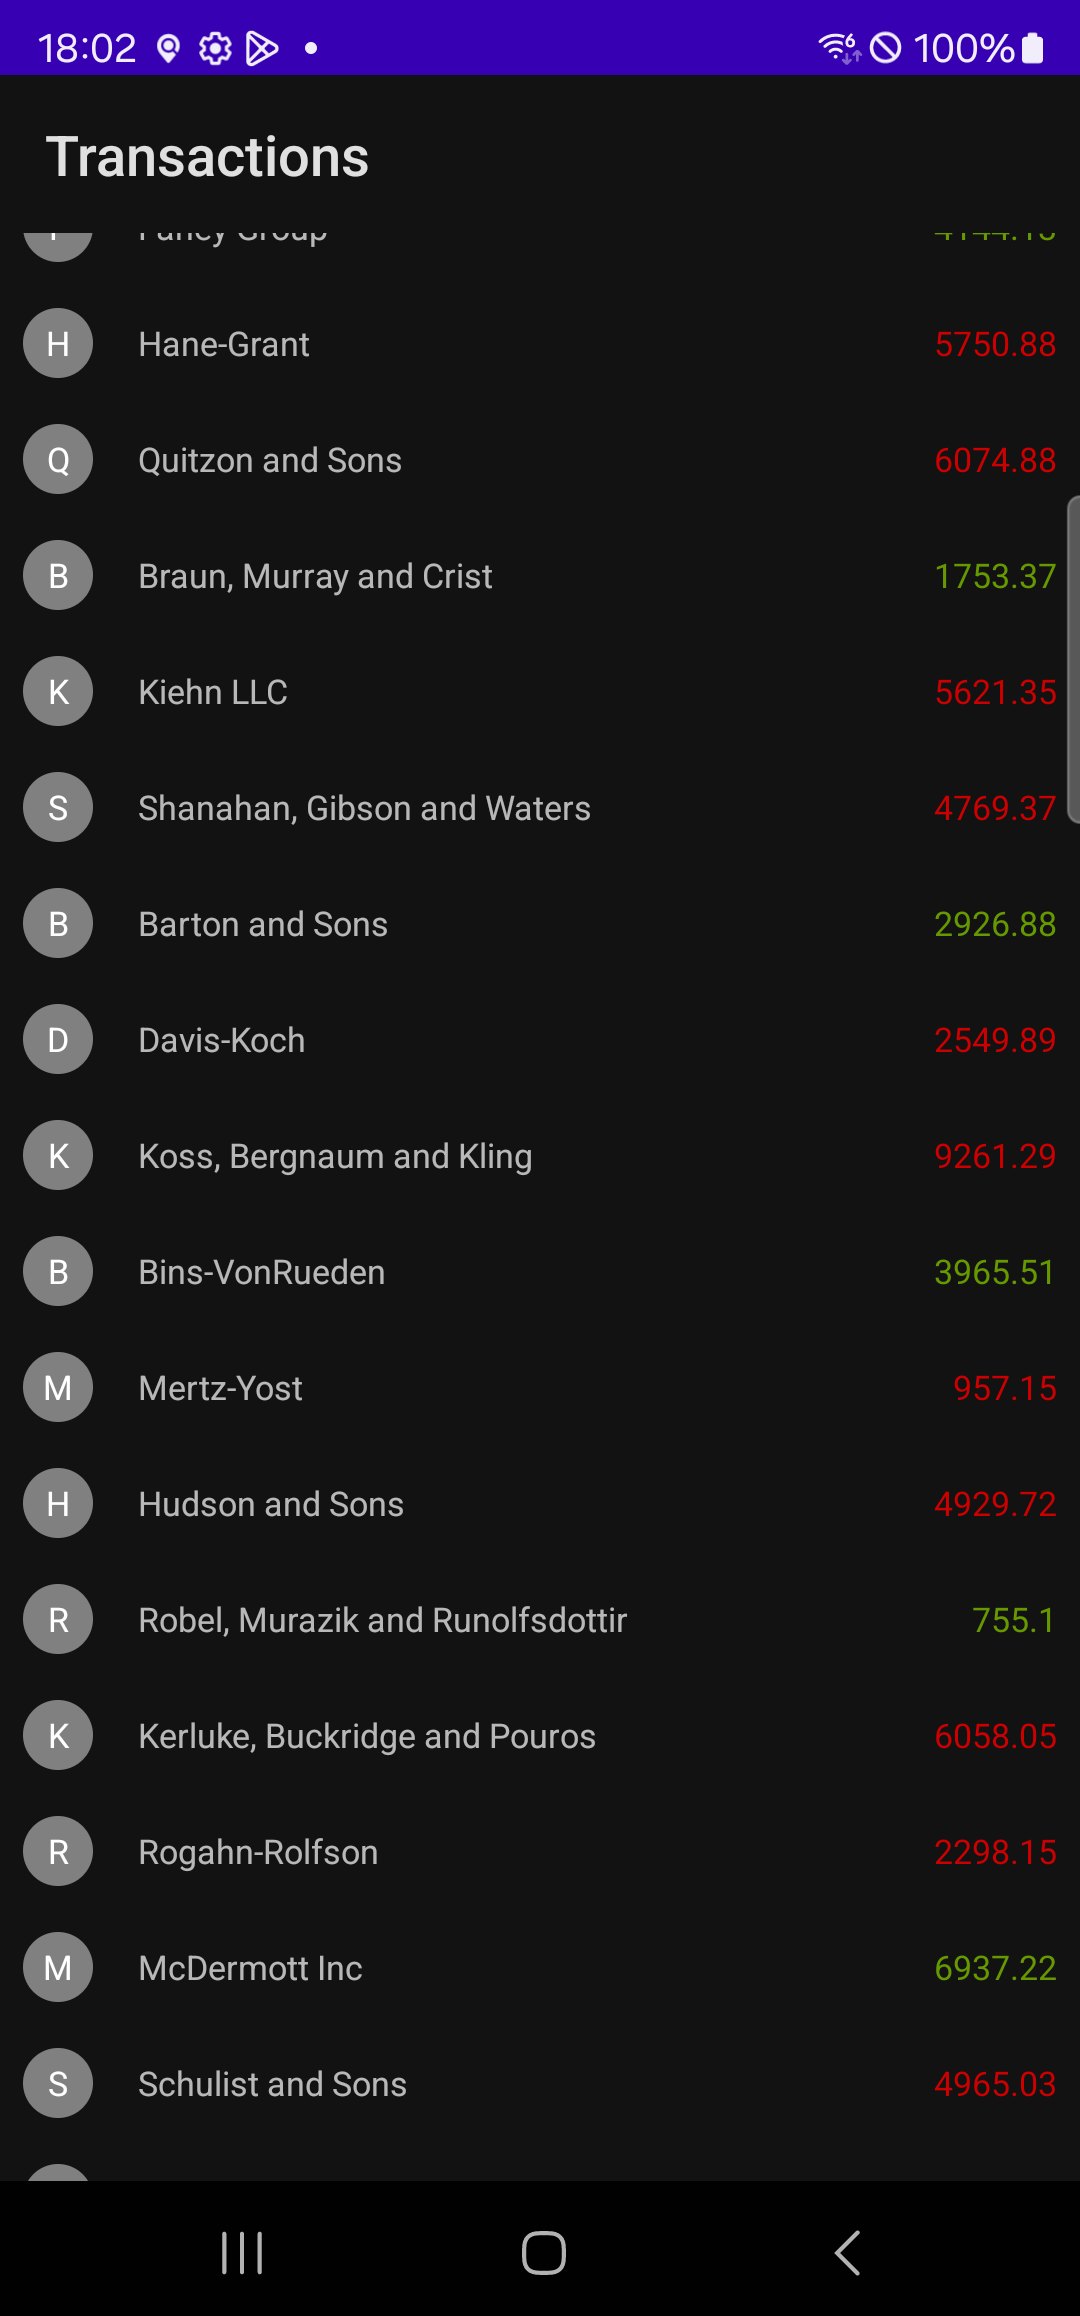 18:02
100%
Transactions
Group
H Hane-Grant 5750.88
Q Quitzon and Sons 6074.88
B Braun, Murray and Crist 1753.37
K Kiehn LLC 5621.35
S Shanahan, Gibson and Waters 4769.37
B Barton and Sons 2926.88
D Davis-Koch 2549.89
K Koss, Bergnaum and Kling 9261.29
B Bins-VonRueden 3965.51
M Mertz-Yost 957.15
H Hudson and Sons 4929.72
R Robel, Murazik and Runolfsdottir 755.1
K Kerluke, Buckridge and Pouros 6058.05
R Rogahn-Rolfson 2298.15
M McDermott Inc 6937.22
S Schulist and Sons 4965.03